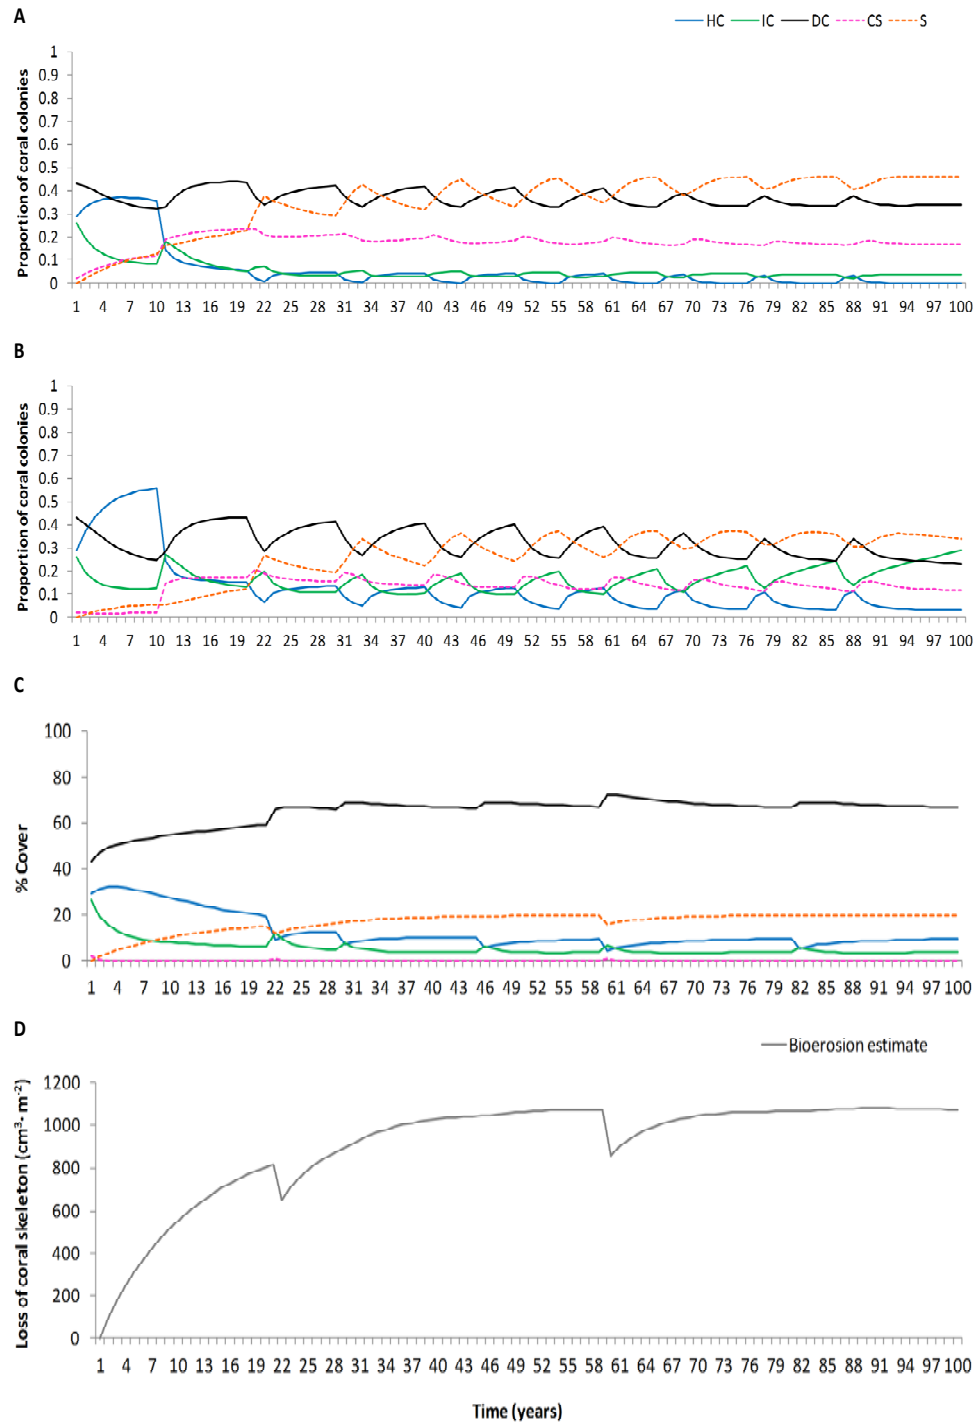 A
HC IC DC CS S
Proportion of coral colonies
1
0.9
0.8
0.7
0.6
0.5
0.4
0.3
0.2
0.1
0
1 4 7 10 13 16 19 22 25 28 31 34 37 40 43 46 49 52 55 58 61 64 67 70 73 76 79 82 85 88 91 94 97 100
B
Proportion of coral colonies
1
0.9
0.8
0.7
0.6
0.5
0.4
0.3
0.2
0.1
0
1 4 7 10 13 16 19 22 25 28 31 34 37 40 43 46 49 52 55 58 61 64 67 70 73 76 79 82 85 88 91 94 97 100
C
% Cover
100
80
60
40
20
0
1 4 7 10 13 16 19 22 25 28 31 34 37 40 43 46 49 52 55 58 61 64 67 70 73 76 79 82 85 88 91 94 97 100
D
Bioerosion estimate
Loss of coral skeleton (cm³- m⁻²)
1200
1000
800
600
400
200
0
1 4 7 10 13 16 19 22 25 28 31 34 37 40 43 46 49 52 55 58 61 64 67 70 73 76 79 82 85 88 91 94 97 100
Time (years)